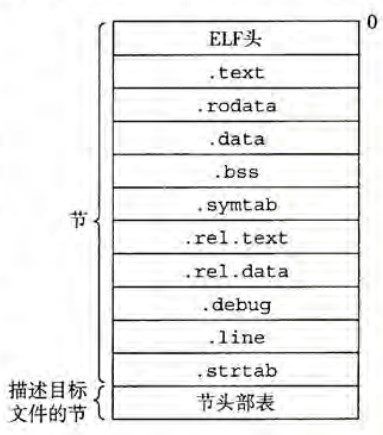 0
ELF头
.text
.rodata
.data
.bss
.symtab
节
.rel.text
.rel.data
.debug
.line
.strtab
描述目标
文件的节
节头部表